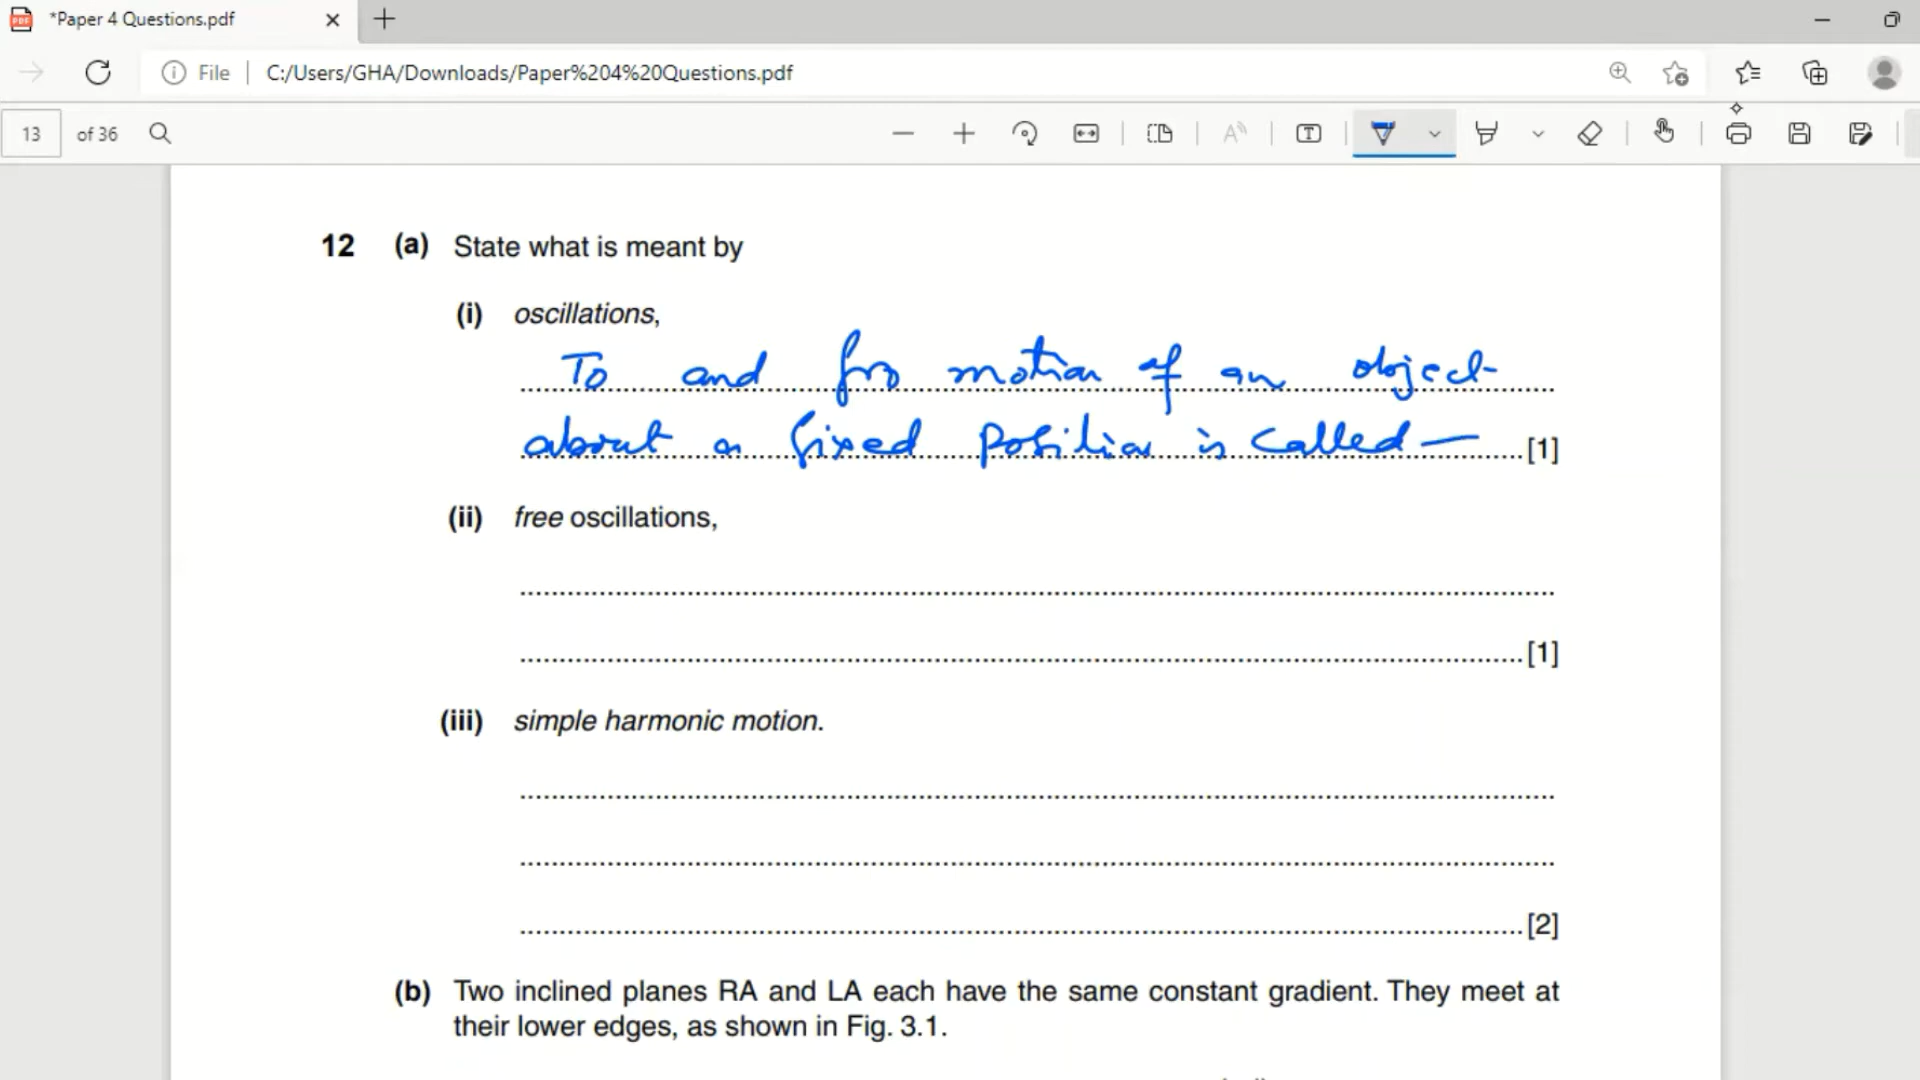 *Paper 4 Questions.pdf
File C:/Users/GHA/Downloads/Paper%204%20Questions.pdf
13 of 36
12 (a) State what is meant by
(i) oscillations,
To and fro motion of an object
about a fixed position is called —
[1]
(ii) free oscillations,
[1]
(iii) simple harmonic motion.
[2]
(b) Two inclined planes RA and LA each have the same constant gradient. They meet at
their lower edges, as shown in Fig. 3.1.